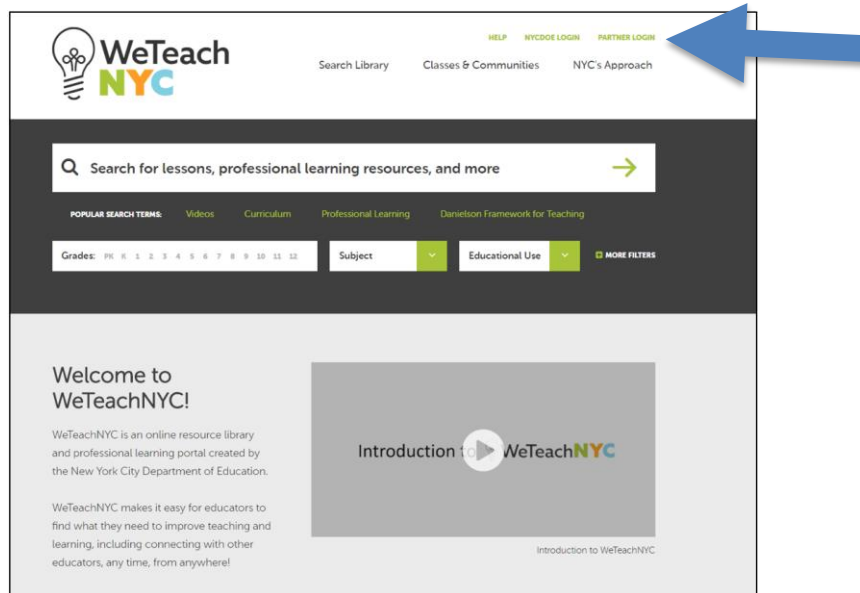 WeTeach
NYC
HELP NYCDOE LOGIN PARTNER LOGIN
Search Library Classes & Communities NYC's Approach
Search for lessons, professional learning resources, and more
POPULAR SEARCH TERMS: Videos Curriculum Professional Learning Danielson Framework for Teaching
Grades: PK K 1 2 3 4 5 6 7 8 9 10 11 12 Subject Educational Use MORE FILTERS
Welcome to
WeTeachNYC!
WeTeachNYC is an online resource library
and professional learning portal created by
the New York City Department of Education.
WeTeachNYC makes it easy for educators to
find what they need to improve teaching and
learning, including connecting with other
educators, any time, from anywhere!
Introduction WeTeachNYC
Introduction to WeTeachNYC